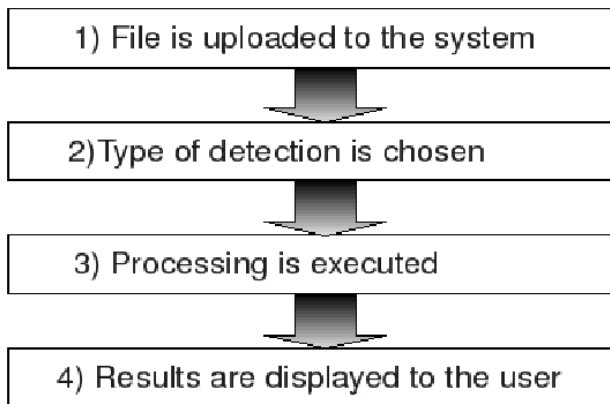 1) File is uploaded to the system
2)Type of detection is chosen
3) Processing is executed
4) Results are displayed to the user